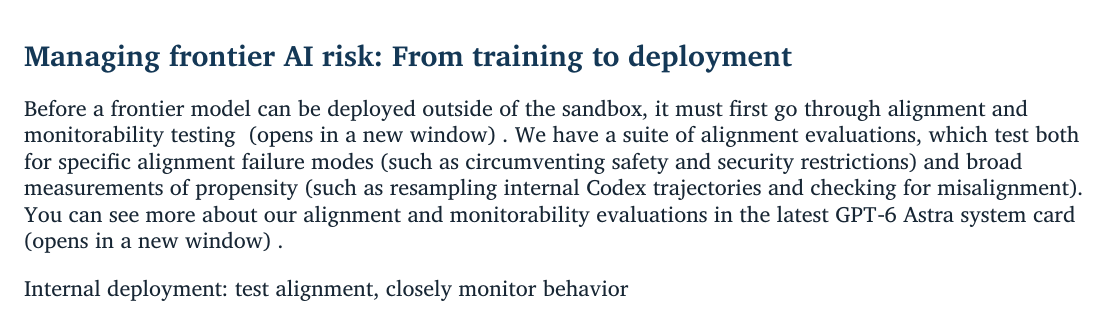 Managing frontier AI risk: From training to deployment
Before a frontier model can be deployed outside of the sandbox, it must first go through alignment and
monitorability testing  (opens in a new window) . We have a suite of alignment evaluations, which test both
for specific alignment failure modes (such as circumventing safety and security restrictions) and broad
measurements of propensity (such as resampling internal Codex trajectories and checking for misalignment).
You can see more about our alignment and monitorability evaluations in the latest GPT-6 Astra system card
(opens in a new window) .
Internal deployment: test alignment, closely monitor behavior